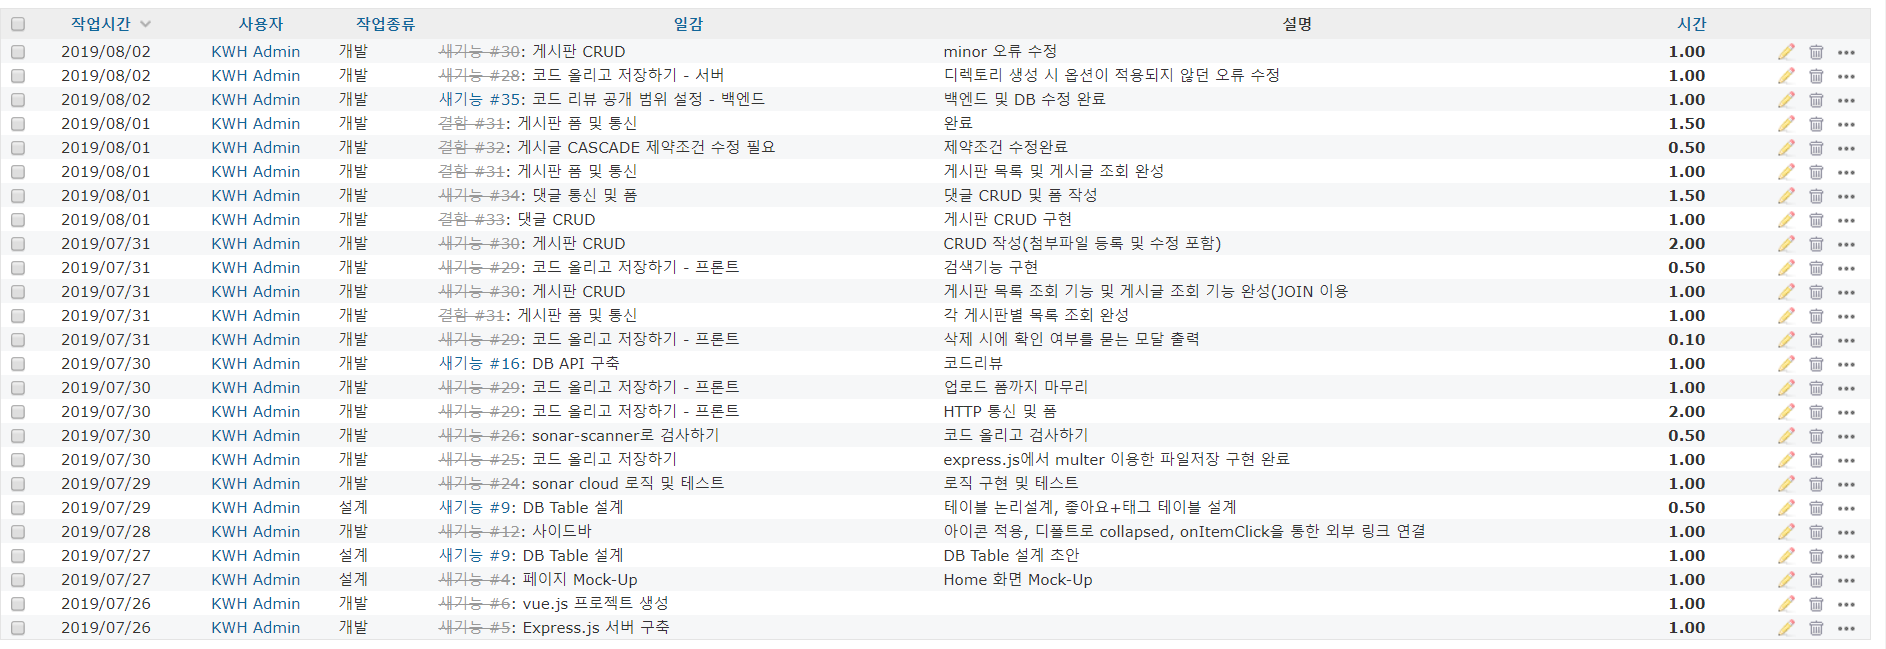 작업시간 사용자 작업종류 일감 설명 시간
2019/08/02 KWH Admin 개발 새기능 #30: 게시판 CRUD minor 오류 수정 1.00
2019/08/02 KWH Admin 개발 새기능 #28: 코드 올리고 저장하기 - 서버 디렉토리 생성 시 옵션이 적용되지 않던 오류 수정 1.00
2019/08/02 KWH Admin 개발 새기능 #35: 코드 리뷰 공개 범위 설정 - 백엔드 백엔드 및 DB 수정 완료 1.00
2019/08/01 KWH Admin 개발 결함 #31: 게시판 폼 및 통신 완료 1.50
2019/08/01 KWH Admin 개발 결함 #32: 게시글 CASCADE 제약조건 수정 필요 제약조건 수정완료 0.50
2019/08/01 KWH Admin 개발 결함 #31: 게시판 폼 및 통신 게시판 목록 및 게시글 조회 완성 1.00
2019/08/01 KWH Admin 개발 새기능 #34: 댓글 통신 및 폼 댓글 CRUD 및 폼 작성 1.50
2019/08/01 KWH Admin 개발 결함 #33: 댓글 CRUD 게시판 CRUD 구현 1.00
2019/07/31 KWH Admin 개발 새기능 #30: 게시판 CRUD CRUD 작성(첨부파일 등록 및 수정 포함) 2.00
2019/07/31 KWH Admin 개발 새기능 #29: 코드 올리고 저장하기 - 프론트 검색기능 구현 0.50
2019/07/31 KWH Admin 개발 새기능 #30: 게시판 CRUD 게시판 목록 조회 기능 및 게시글 조회 기능 완성(JOIN 이용 1.00
2019/07/31 KWH Admin 개발 결함 #31: 게시판 폼 및 통신 각 게시판별 목록 조회 완성 1.00
2019/07/31 KWH Admin 개발 새기능 #29: 코드 올리고 저장하기 - 프론트 삭제 시에 확인 여부를 묻는 모달 출력 0.10
2019/07/30 KWH Admin 개발 새기능 #16: DB API 구축 코드리뷰 1.00
2019/07/30 KWH Admin 개발 새기능 #29: 코드 올리고 저장하기 - 프론트 업로드 폼까지 마무리 1.00
2019/07/30 KWH Admin 개발 새기능 #29: 코드 올리고 저장하기 - 프론트 HTTP 통신 및 폼 2.00
2019/07/30 KWH Admin 개발 새기능 #26: sonar-scanner로 검사하기 코드 올리고 검사하기 0.50
2019/07/30 KWH Admin 개발 새기능 #25: 코드 올리고 저장하기 express.js에서 multer 이용한 파일저장 구현 완료 1.00
2019/07/29 KWH Admin 개발 새기능 #24: sonar cloud 로직 및 테스트 로직 구현 및 테스트 1.00
2019/07/29 KWH Admin 설계 새기능 #9: DB Table 설계 테이블 논리설계, 좋아요+태그 테이블 설계 0.50
2019/07/28 KWH Admin 개발 새기능 #12: 사이드바 아이콘 적용, 디폴트로 collapsed, onItemClick을 통한 외부 링크 연결 1.00
2019/07/27 KWH Admin 설계 새기능 #9: DB Table 설계 DB Table 설계 초안 1.00
2019/07/27 KWH Admin 설계 새기능 #4: 페이지 Mock-Up Home 화면 Mock-Up 1.00
2019/07/26 KWH Admin 개발 새기능 #6: vue.js 프로젝트 생성 1.00
2019/07/26 KWH Admin 개발 새기능 #5: Express.js 서버 구축 1.00